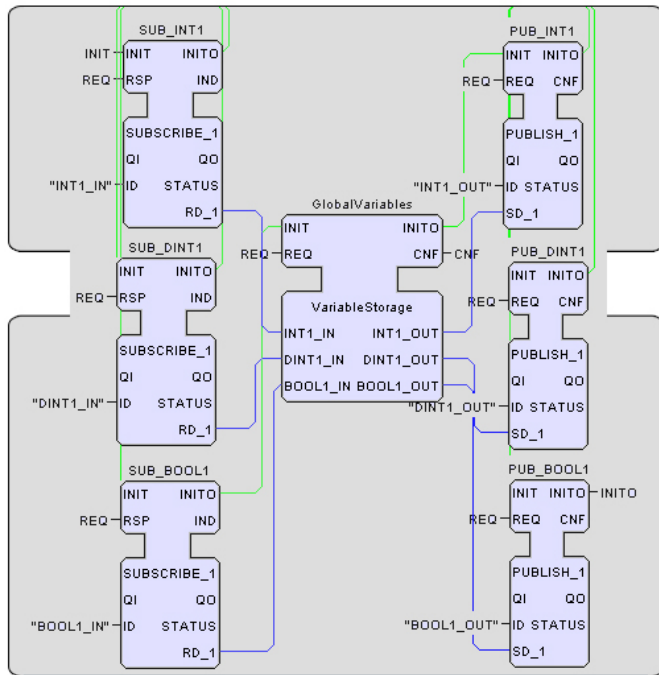 SUB_INT1
INIT INIT INITO
REQ RSP IND
SUBSCRIBE_1
QI QO
"INT1_IN" ID STATUS
RD_1
SUB_DINT1
INIT INITO
REQ RSP IND
SUBSCRIBE_1
QI QO
"DINT1_IN" ID STATUS
RD_1
SUB_BOOL1
INIT INITO
REQ RSP IND
SUBSCRIBE_1
QI QO
"BOOL1_IN" ID STATUS
RD_1
GlobalVariables
INIT INITO
REQ REQ CNF CNF
VariableStorage
INT1_IN INT1_OUT
DINT1_IN DINT1_OUT
BOOL1_IN BOOL1_OUT
PUB_INT1
INIT INITO
REQ REQ CNF
PUBLISH_1
QI QO
"INT1_OUT" ID STATUS
SD_1
PUB_DINT1
INIT INITO
REQ REQ CNF
PUBLISH_1
QI QO
"DINT1_OUT" ID STATUS
SD_1
PUB_BOOL1
INIT INITO INITO
REQ REQ CNF
PUBLISH_1
QI QO
"BOOL1_OUT" ID STATUS
SD_1